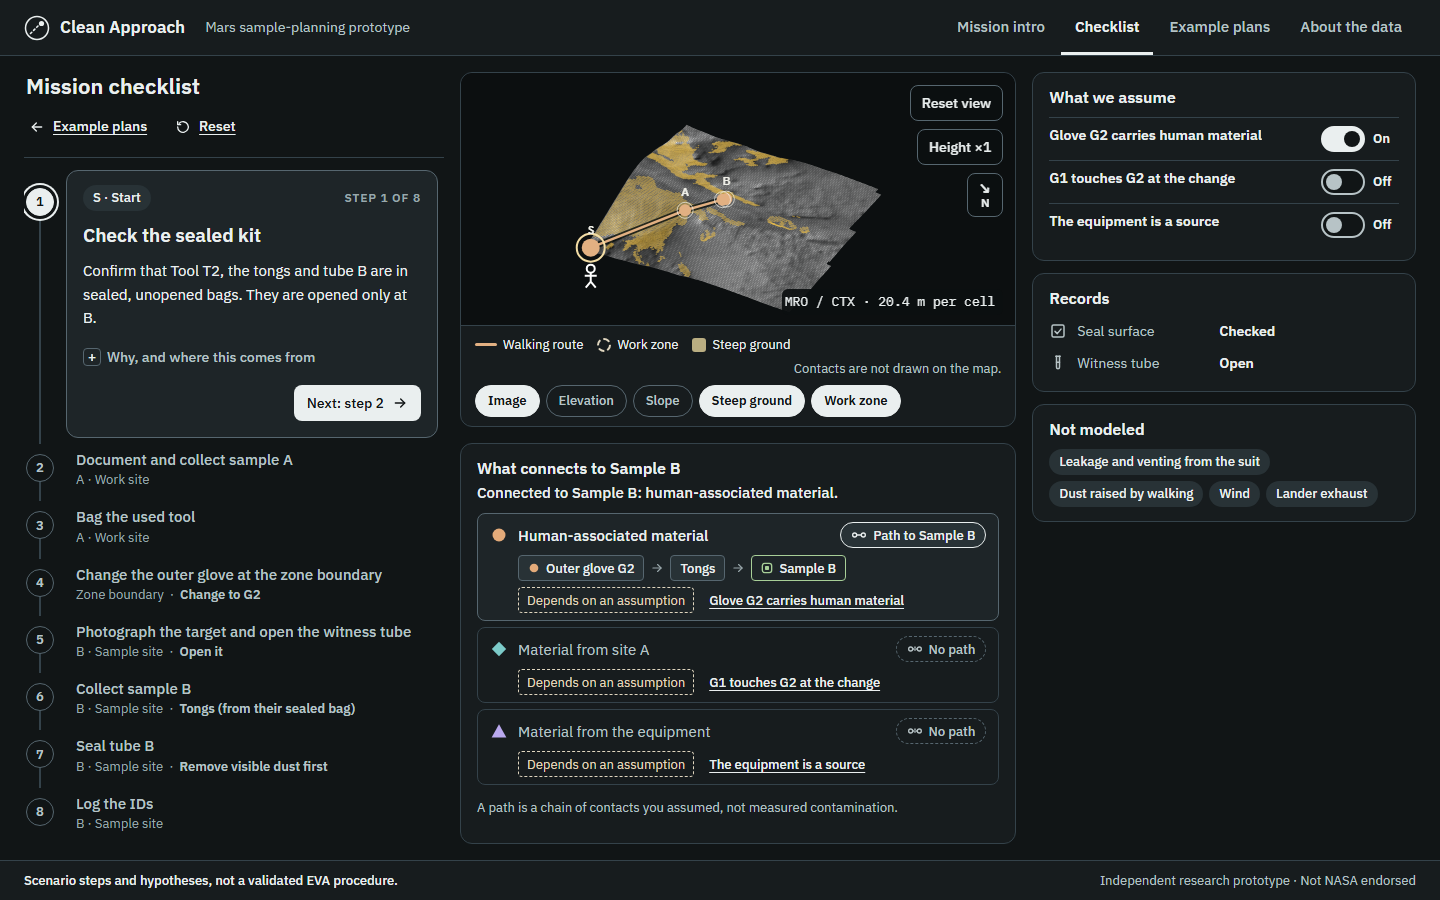 Clean Approach
Mars sample-planning prototype
Mission intro
Checklist
Example plans
About the data
Mission checklist
Example plans
Reset
1
S · Start
STEP 1 OF 8
Check the sealed kit
Confirm that Tool T2, the tongs and tube B are in
sealed, unopened bags. They are opened only at
B.
Why, and where this comes from
Next: step 2
2
Document and collect sample A
A · Work site
3
Bag the used tool
A · Work site
4
Change the outer glove at the zone boundary
Zone boundary · Change to G2
5
Photograph the target and open the witness tube
B · Sample site · Open it
6
Collect sample B
B · Sample site · Tongs (from their sealed bag)
7
Seal tube B
B · Sample site · Remove visible dust first
8
Log the IDs
B · Sample site
Reset view
Height ×1
N
S
A
B
MRO / CTX · 20.4 m per cell
Walking route
Work zone
Steep ground
Contacts are not drawn on the map.
Image
Elevation
Slope
Steep ground
Work zone
What connects to Sample B
Connected to Sample B: human-associated material.
Human-associated material
Path to Sample B
Outer glove G2 → Tongs → Sample B
Depends on an assumption
Glove G2 carries human material
Material from site A
No path
Depends on an assumption
G1 touches G2 at the change
Material from the equipment
No path
Depends on an assumption
The equipment is a source
A path is a chain of contacts you assumed, not measured contamination.
What we assume
Glove G2 carries human material
On
G1 touches G2 at the change
Off
The equipment is a source
Off
Records
Seal surface
Checked
Witness tube
Open
Not modeled
Leakage and venting from the suit
Dust raised by walking
Wind
Lander exhaust
Scenario steps and hypotheses, not a validated EVA procedure.
Independent research prototype · Not NASA endorsed